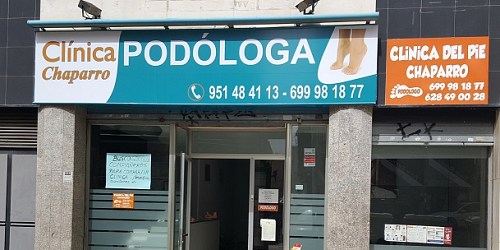 Clínica
Chaparro
PODÓLOGA
951 48 41 13 - 699 98 18 77
CLINICA DEL PIE
CHAPARRO
PODÓLOGO
699 98 18 77
628 49 00 28